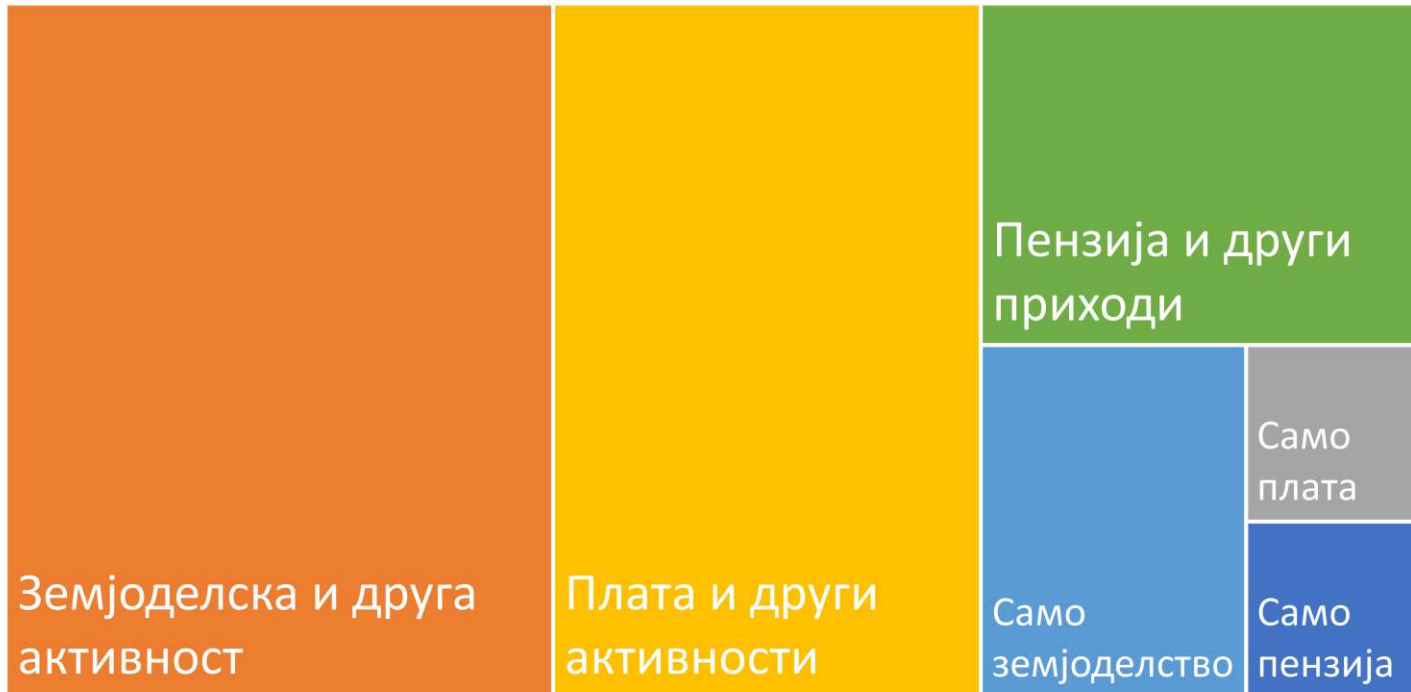 Земјоделска и друга
активност
Плата и други
активности
Пензија и други
приходи
Само
земјоделство
Само
плата
Само
пензија